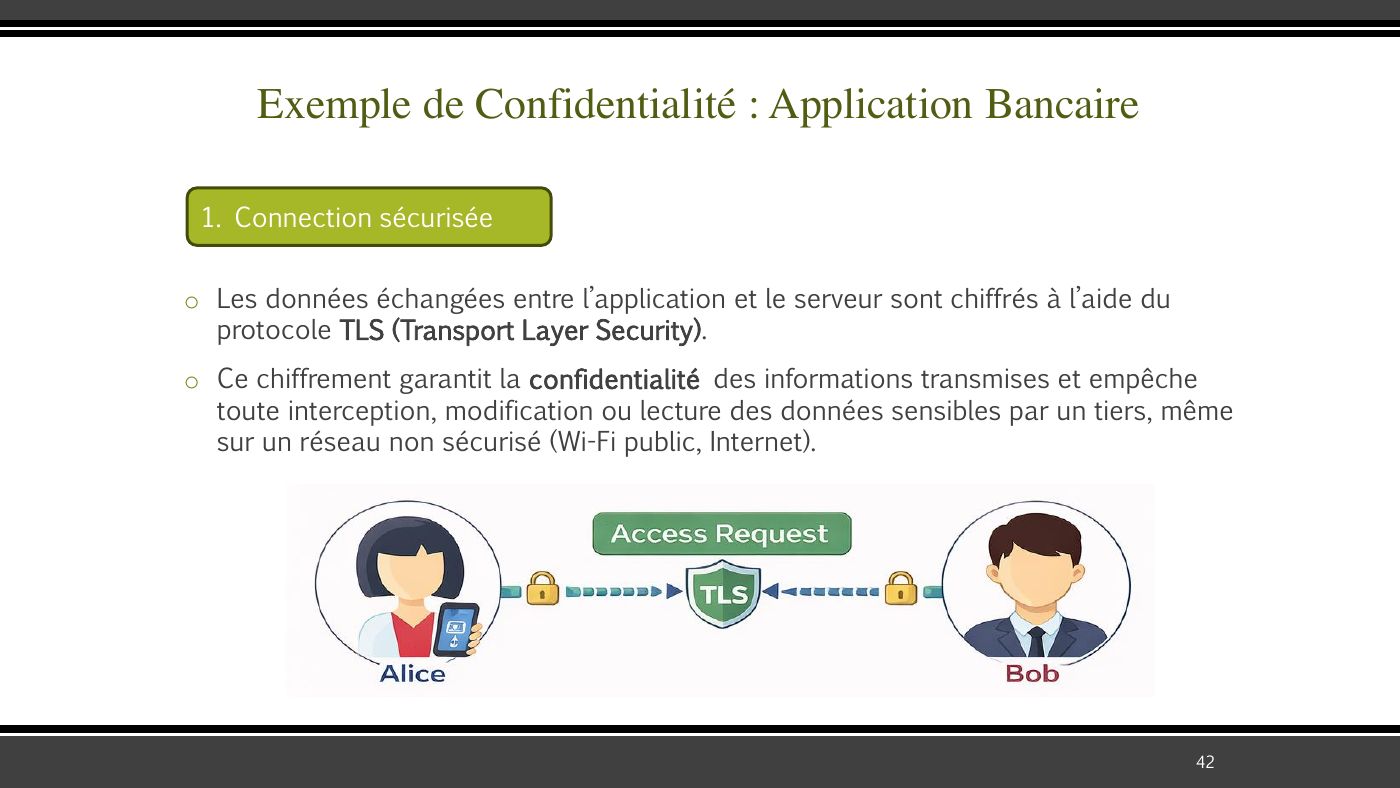 Exemple de Confidentialité : Application Bancaire
1. Connection sécurisée
o Les données échangées entre l’application et le serveur sont chiffrés à l’aide du
protocole TLS (Transport Layer Security).
o Ce chiffrement garantit la confidentialité des informations transmises et empêche
toute interception, modification ou lecture des données sensibles par un tiers, même
sur un réseau non sécurisé (Wi-Fi public, Internet).
Access Request
TLS
Alice
Bob
42